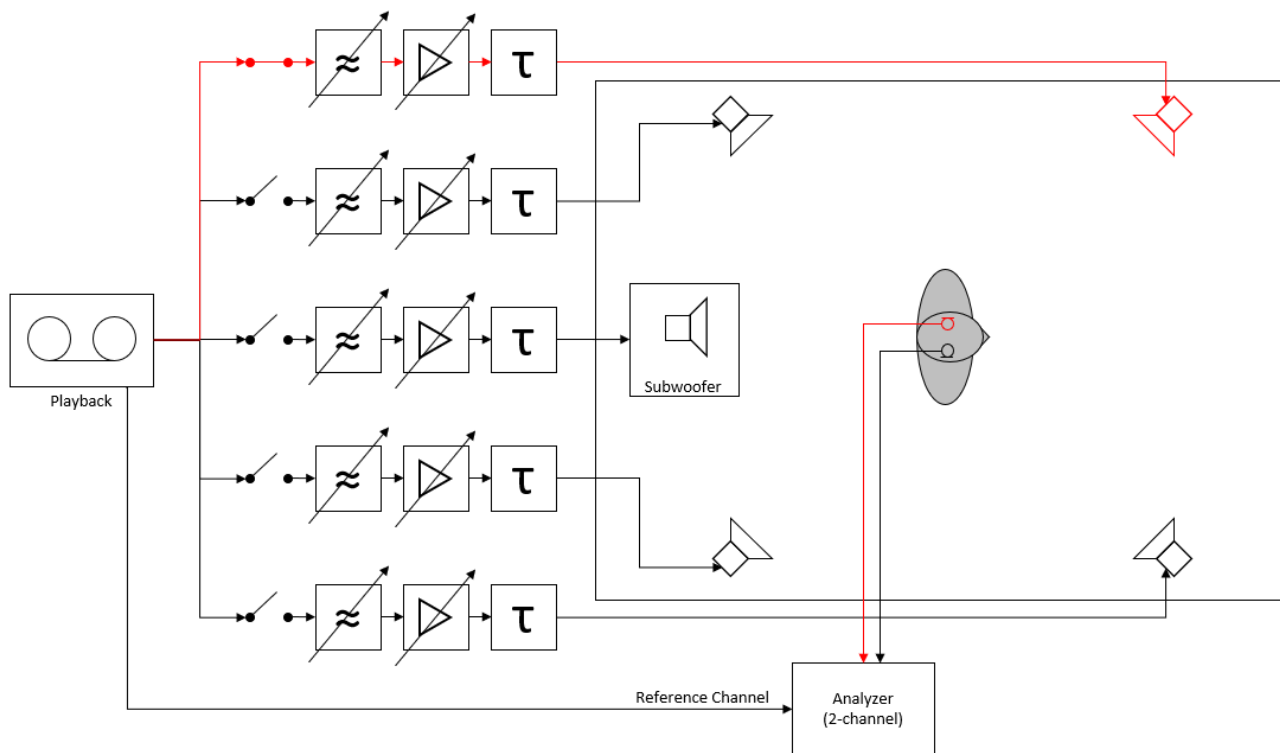 ≈
τ
≈
τ
≈
τ
Subwoofer
Playback
≈
τ
≈
τ
Reference Channel
Analyzer
(2-channel)